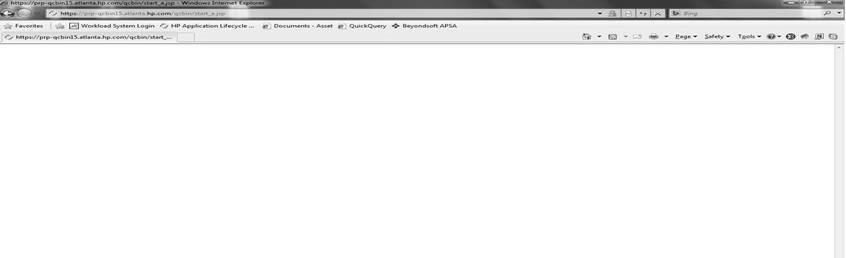 https://prp-qcbin15.atlanta.hp.com/qcbin/start_a.jsp - Windows Internet Explorer
https://prp-qcbin15.atlanta.hp.com/qcbin/start_a.jsp Bing
Favorites Workload System Login HP Application Lifecycle ... Documents - Asset QuickQuery Beyondsoft APSA
https://prp-qcbin15.atlanta.hp.com/qcbin/start_... Page Safety Tools